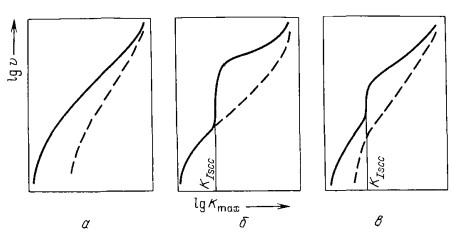 lg v
K_Iscc
K_Iscc
lg K_max
а
б
в